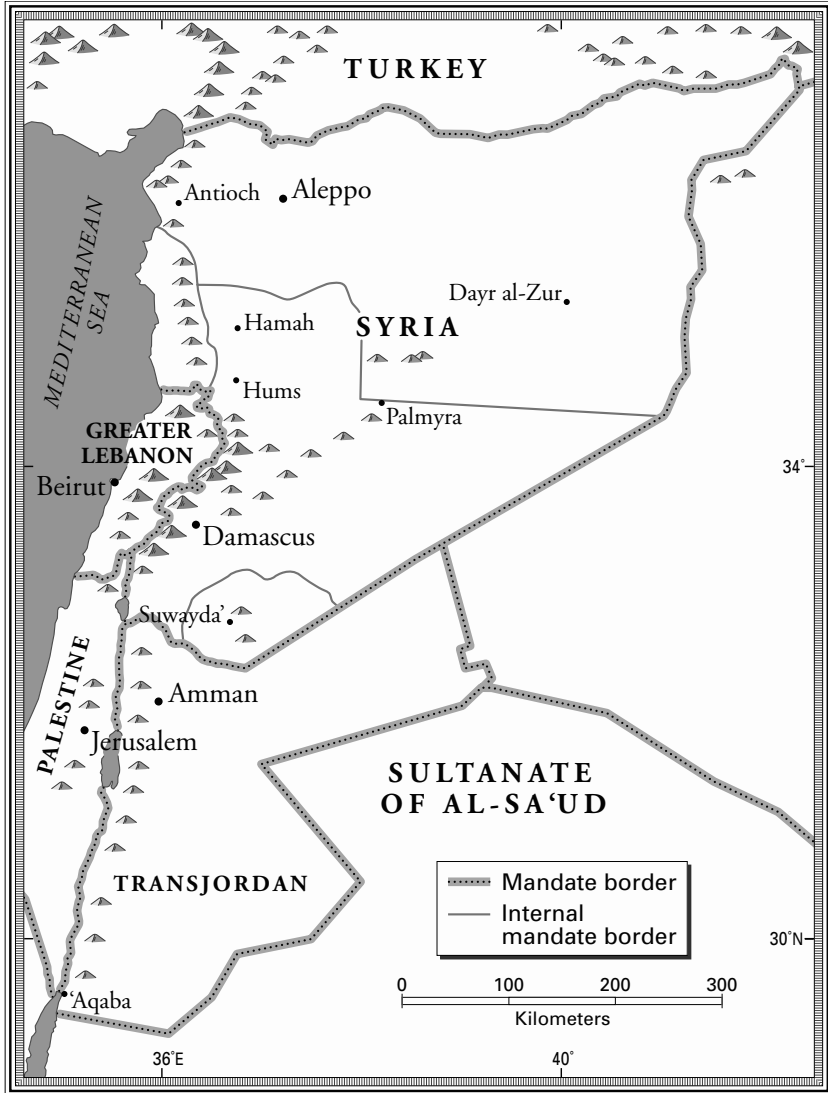 TURKEY
Antioch
Aleppo
MEDITERRANEAN
SEA
Dayr al-Zur
Hamah
SYRIA
Hums
Palmyra
GREATER
LEBANON
34°
Beirut
Damascus
Suwayda’
PALESTINE
Amman
Jerusalem
SULTANATE
OF AL-SA‘UD
TRANSJORDAN
Mandate border
Internal
mandate border
30°N
‘Aqaba
0 100 200 300
Kilometers
36°E 40°